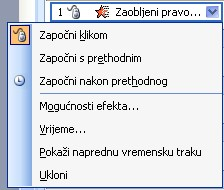 1 Zaobljeni pravo...
Započni klikom
Započni s prethodnim
Započni nakon prethodnog
Mogućnosti efekta...
Vrijeme...
Pokaži naprednu vremensku traku
Ukloni